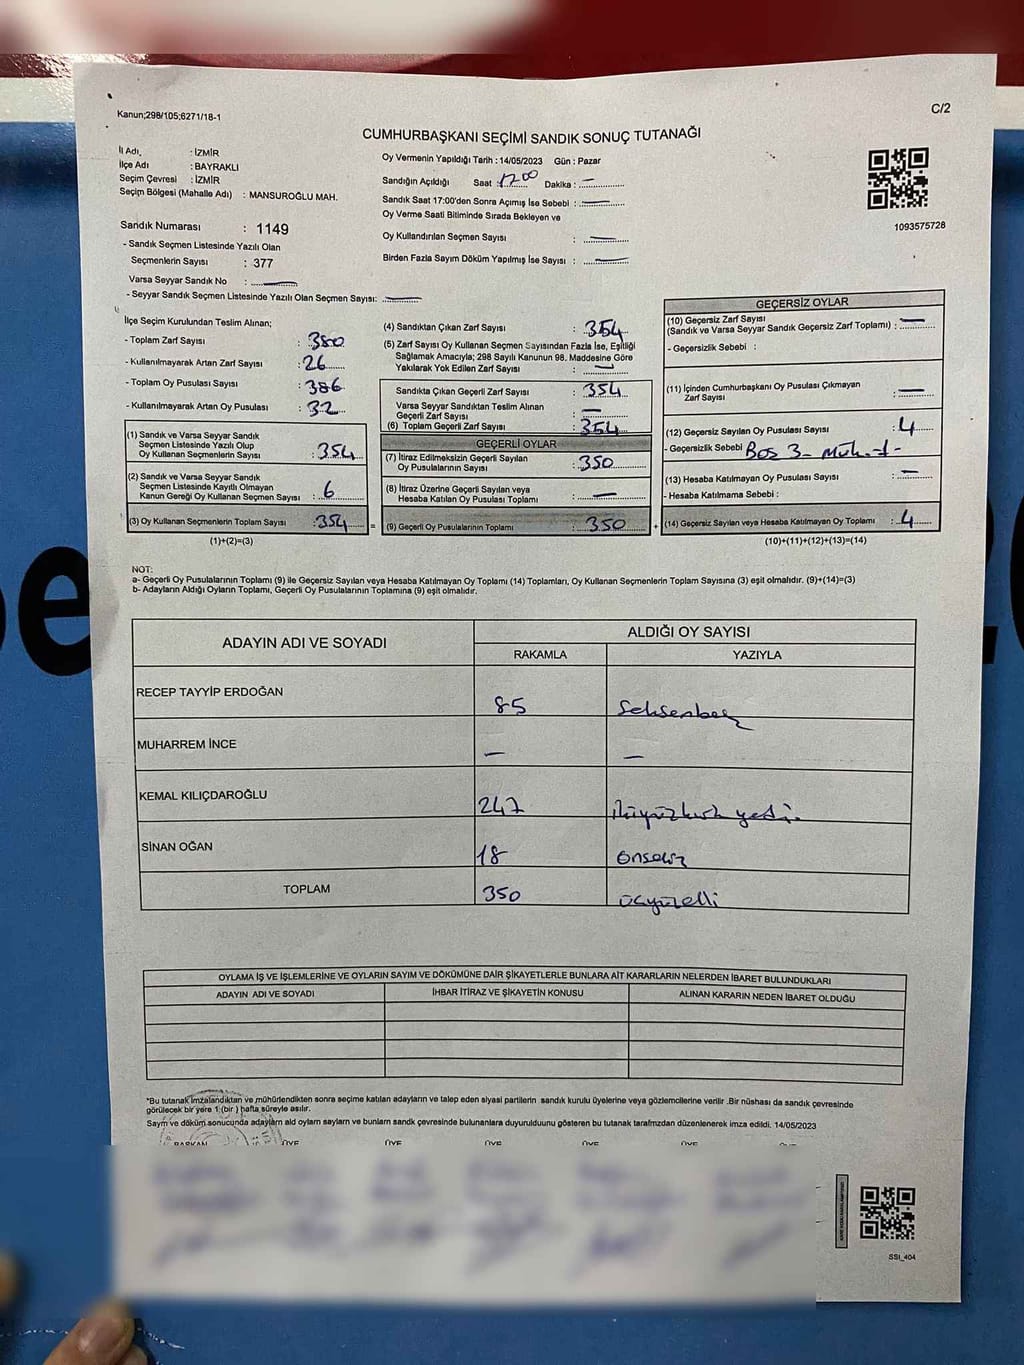 Kanun;298/105;6271/18-1
C/2
CUMHURBAŞKANI SEÇİMİ SANDIK SONUÇ TUTANAĞI
İl Adı, : İZMİR
İlçe Adı : BAYRAKLI
Seçim Çevresi : İZMİR
Seçim Bölgesi (Mahalle Adı) : MANSUROĞLU MAH.
Sandık Numarası : 1149
- Sandık Seçmen Listesinde Yazılı Olan
Seçmenlerin Sayısı : 377
Varsa Seyyar Sandık No :
- Seyyar Sandık Seçmen Listesinde Yazılı Olan Seçmen Sayısı: —
Oy Vermenin Yapıldığı Tarih : 14/05/2023 Gün : Pazar
Sandığın Açıldığı Saat : 17.00 Dakika : —
Sandık Saat 17:00'den Sonra Açımış İse Sebebi : —
Oy Verme Saati Bitiminde Sırada Bekleyen ve
Oy Kullandırılan Seçmen Sayısı : —
Birden Fazla Sayım Döküm Yapılmış İse Sayısı : —
1093575728
İlçe Seçim Kurulundan Teslim Alınan;
- Toplam Zarf Sayısı : 380
- Kullanılmayarak Artan Zarf Sayısı : 26
- Toplam Oy Pusulası Sayısı : 386
- Kullanılmayarak Artan Oy Pusulası : 32
(1) Sandık ve Varsa Seyyar Sandık
Seçmen Listesinde Yazılı Olup
Oy Kullanan Seçmenlerin Sayısı : 354
(2) Sandık ve Varsa Seyyar Sandık
Seçmen Listesinde Kayıtlı Olmayan
Kanun Gereği Oy Kullanan Seçmen Sayısı : 6
(3) Oy Kullanan Seçmenlerin Toplam Sayısı : 354 =
(1)+(2)=(3)
(4) Sandıktan Çıkan Zarf Sayısı : 354
(5) Zarf Sayısı Oy Kullanan Seçmen Sayısından Fazla İse, Eşitliği
Sağlamak Amacıyla; 298 Sayılı Kanunun 98. Maddesine Göre
Yakılarak Yok Edilen Zarf Sayısı : —
Sandıkta Çıkan Geçerli Zarf Sayısı : 354
Varsa Seyyar Sandıktan Teslim Alınan
Geçerli Zarf Sayısı : —
(6) Toplam Geçerli Zarf Sayısı : 354
GEÇERLİ OYLAR
(7) İtiraz Edilmeksizin Geçerli Sayılan
Oy Pusulalarının Sayısı : 350
(8) İtiraz Üzerine Geçerli Sayılan veya
Hesaba Katılan Oy Pusulası Toplamı : —
(9) Geçerli Oy Pusulalarının Toplamı : 350 +
GEÇERSİZ OYLAR
(10) Geçersiz Zarf Sayısı
(Sandık ve Varsa Seyyar Sandık Geçersiz Zarf Toplamı) : —
- Geçersizlik Sebebi :
(11) İçinden Cumhurbaşkanı Oy Pusulası Çıkmayan
Zarf Sayısı : —
(12) Geçersiz Sayılan Oy Pusulası Sayısı : 4
- Geçersizlik Sebebi Boş 3-
(13) Hesaba Katılmayan Oy Pusulası Sayısı : —
- Hesaba Katılmama Sebebi :
(14) Geçersiz Sayılan veya Hesaba Katılmayan Oy Toplamı : 4
(10)+(11)+(12)+(13)=(14)
NOT:
a- Geçerli Oy Pusulalarının Toplamı (9) ile Geçersiz Sayılan veya Hesaba Katılmayan Oy Toplamı (14) Toplamları, Oy Kullanan Seçmenlerin Toplam Sayısına (3) eşit olmalıdır. (9)+(14)=(3)
b- Adayların Aldığı Oyların Toplamı, Geçerli Oy Pusulalarının Toplamına (9) eşit olmalıdır.
ADAYIN ADI VE SOYADI ALDIĞI OY SAYISI
RAKAMLA YAZIYLA
RECEP TAYYİP ERDOĞAN 85 Seksenbeş
MUHARREM İNCE — —
KEMAL KILIÇDAROĞLU 247 ikiyüzkırk yedi
SİNAN OĞAN 18 onsekiz
TOPLAM 350 üçyüzelli
OYLAMA İŞ VE İŞLEMLERİNE VE OYLARIN SAYIM VE DÖKÜMÜNE DAİR ŞİKAYETLERLE BUNLARA AİT KARARLARIN NELERDEN İBARET BULUNDUKLARI
ADAYIN ADI VE SOYADI İHBAR İTİRAZ VE ŞİKAYETİN KONUSU ALINAN KARARIN NEDEN İBARET OLDUĞU
*Bu tutanak imzalandıktan ve mühürlendikten sonra seçime katılan adayların ve talep eden siyasi partilerin sandık kurulu üyelerine veya gözlemcilerine verilir .Bir nüshası da sandık çevresinde
görülecek bir yere 1 (bir ) hafta süreyle asılır.
Sayım ve döküm sonucunda adayların ald oyların sayıları ve bunların sandık çevresinde bulunanlara duyurulduunu gösteren bu tutanak tarafımızdan düzenlenerek imza edildi. 14/05/2023
BAŞKAN ÜYE ÜYE ÜYE ÜYE ÜYE ÜYE
SSI_404